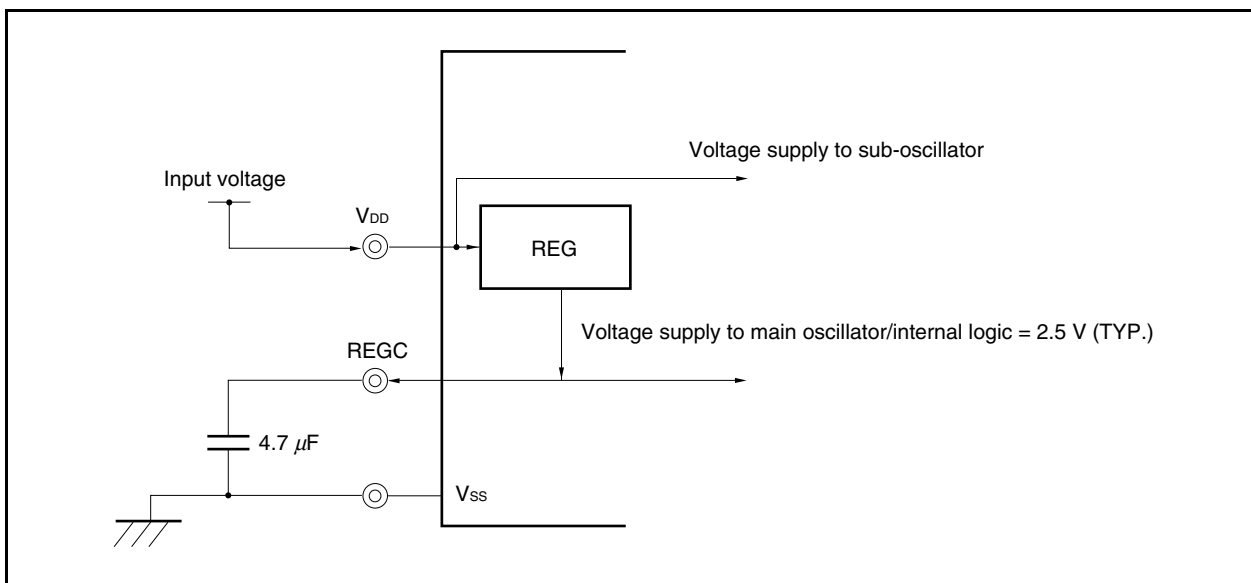 Voltage supply to sub-oscillator
Input voltage
VDD
REG
Voltage supply to main oscillator/internal logic = 2.5 V (TYP.)
REGC
4.7 μF
VSS